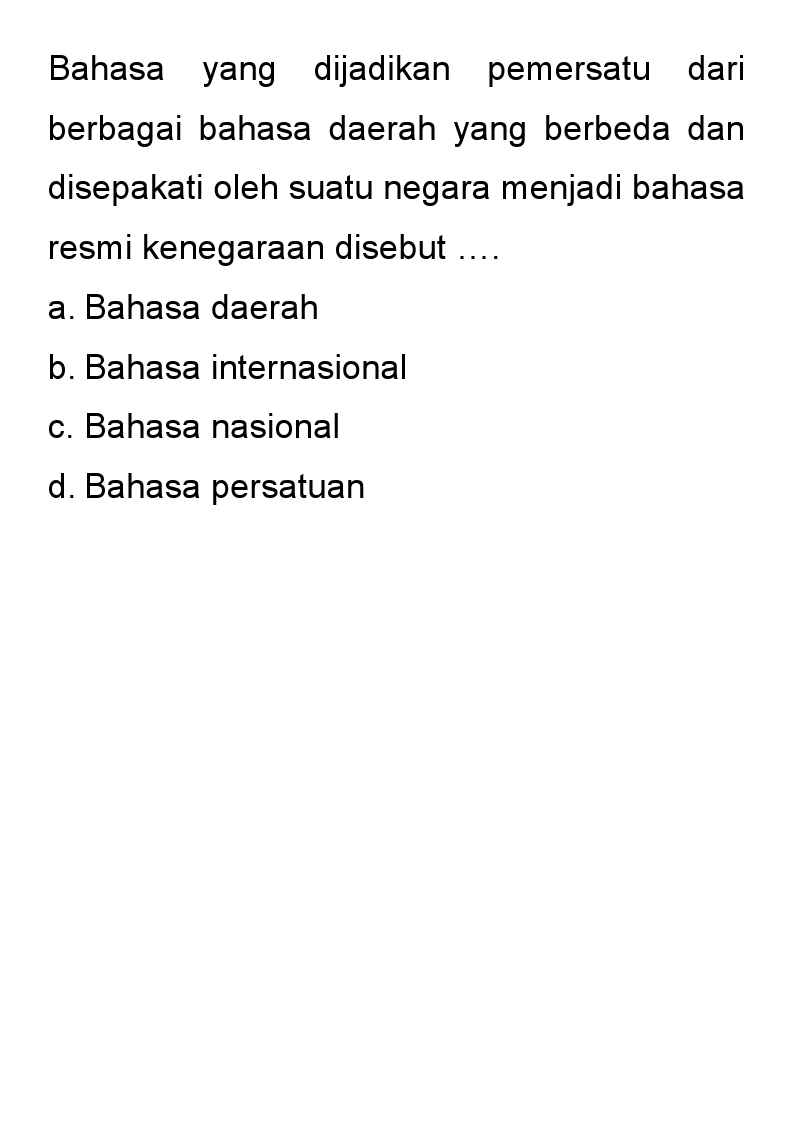 Bahasa yang dijadikan pemersatu dari
berbagai bahasa daerah yang berbeda dan
disepakati oleh suatu negara menjadi bahasa
resmi kenegaraan disebut ....
a. Bahasa daerah
b. Bahasa internasional
c. Bahasa nasional
d. Bahasa persatuan